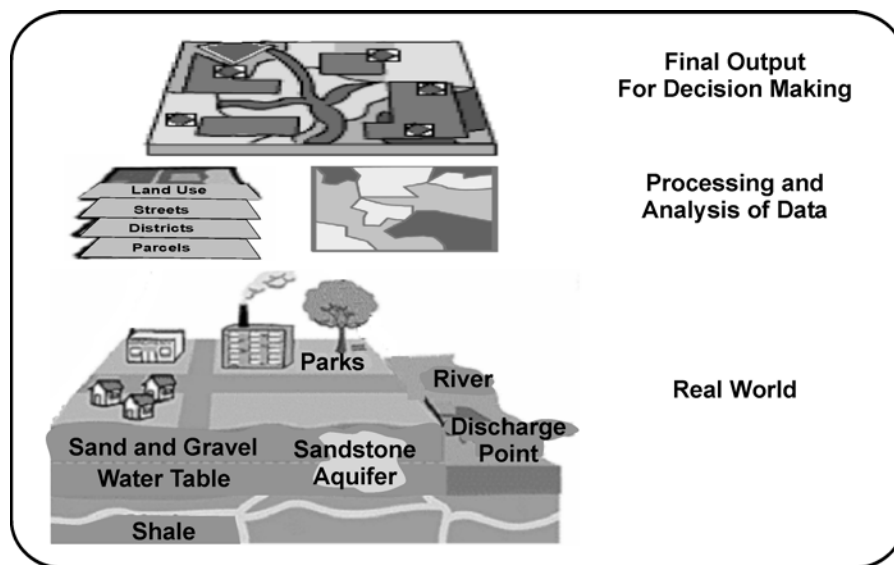 Final Output
For Decision Making
Land Use
Streets
Districts
Parcels
Processing and
Analysis of Data
Parks
River
Real World
Discharge
Point
Sand and Gravel
Sandstone
Aquifer
Water Table
Shale